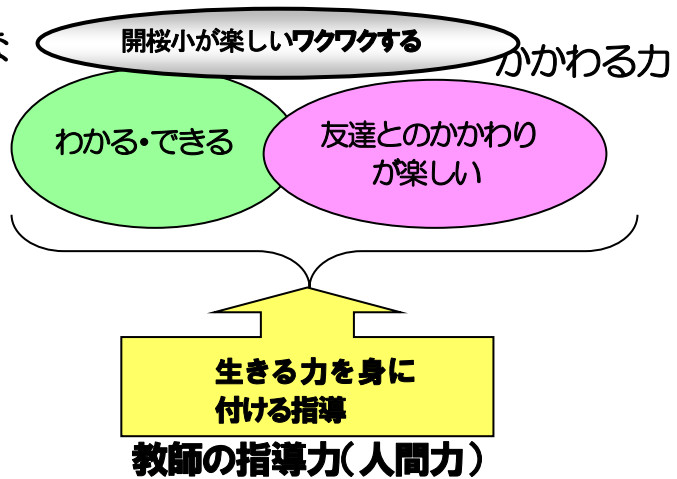 開桜小が楽しいワクワクする
かかわる力
わかる・できる
友達とのかかわり
が楽しい
生きる力を身に
付ける指導
教師の指導力(人間力)